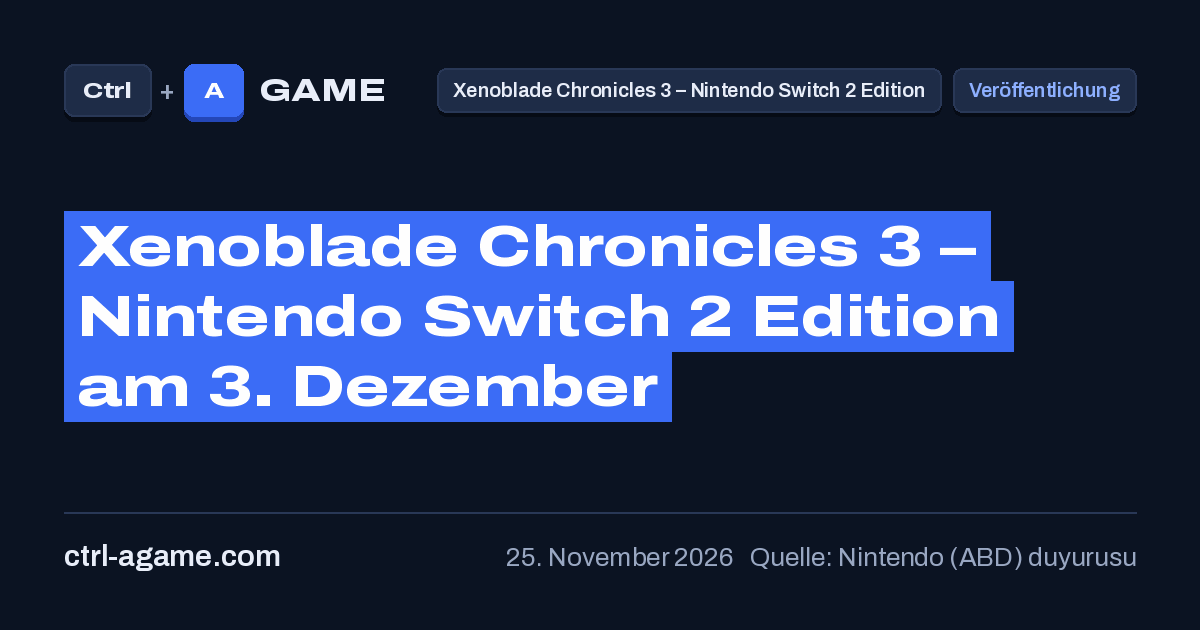 Ctrl + A GAME
Xenoblade Chronicles 3 – Nintendo Switch 2 Edition
Veröffentlichung
Xenoblade Chronicles 3 –
Nintendo Switch 2 Edition
am 3. Dezember
ctrl-agame.com
25. November 2026 Quelle: Nintendo (ABD) duyurusu